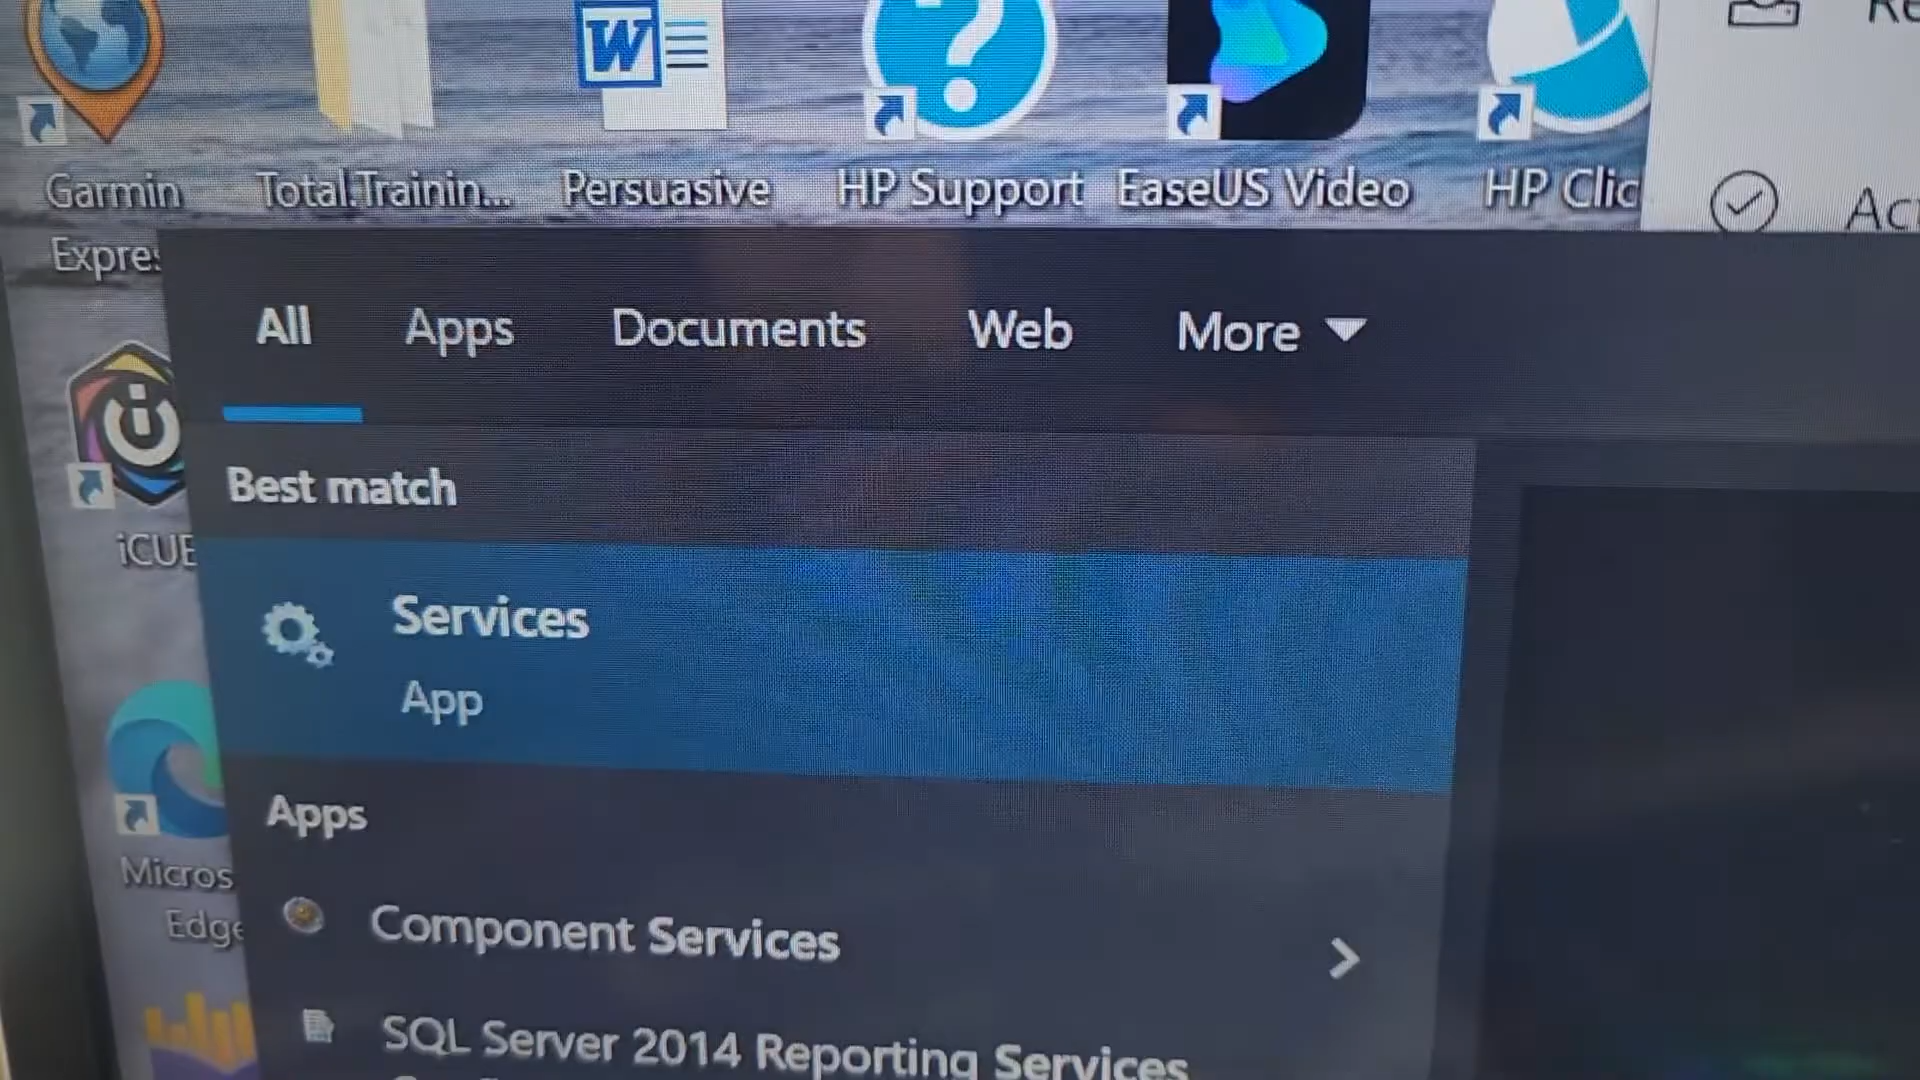 Garmin Total.Trainin... Persuasive HP Support EaseUS Video HP Clic
Expres
All Apps Documents Web More
Best match
iCUE
Services
App
Apps
Micros
Edge
Component Services
SQL Server 2014 Reporting Services